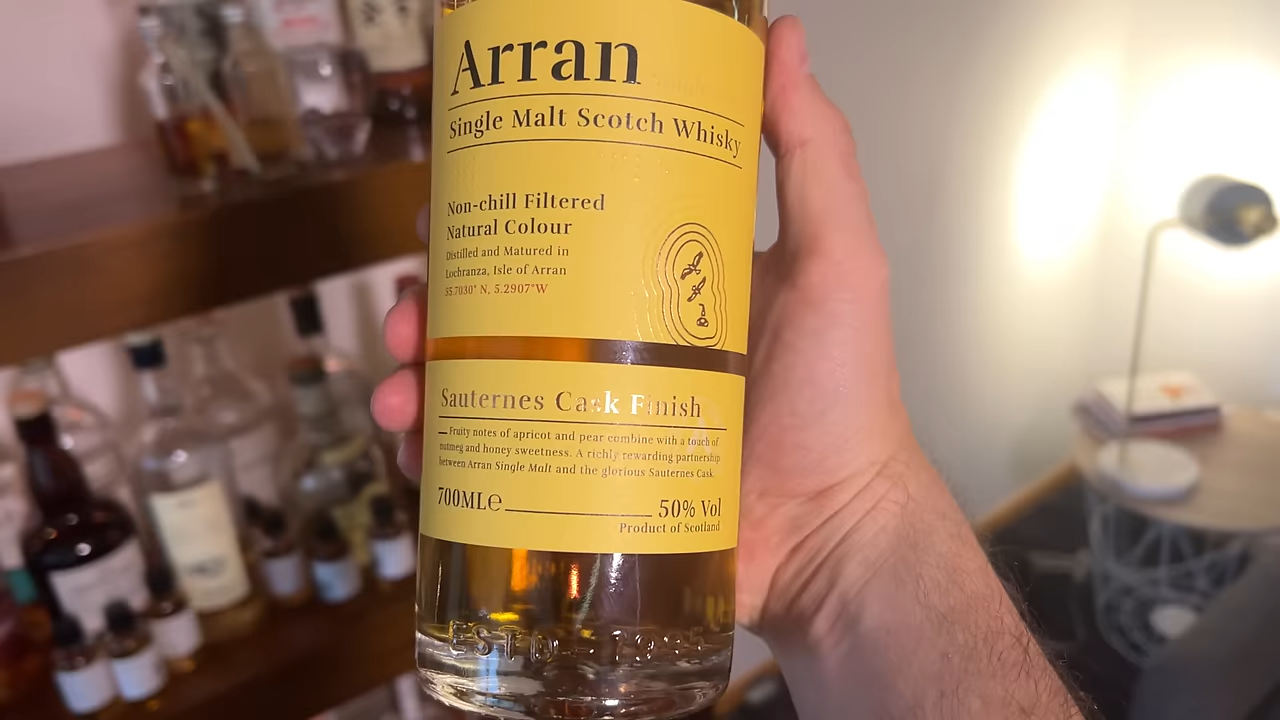 Arran
Single Malt Scotch Whisky
Non-chill Filtered
Natural Colour
Distilled and Matured in
Lochranza, Isle of Arran
55.7030° N, 5.2907°W
Sauternes Cask Finish
Fruity notes of apricot and pear combine with a touch of
nutmeg and honey sweetness. A richly rewarding partnership
between Arran Single Malt and the glorious Sauternes Cask.
700MLe 50% Vol
Product of Scotland
ESTD 1995